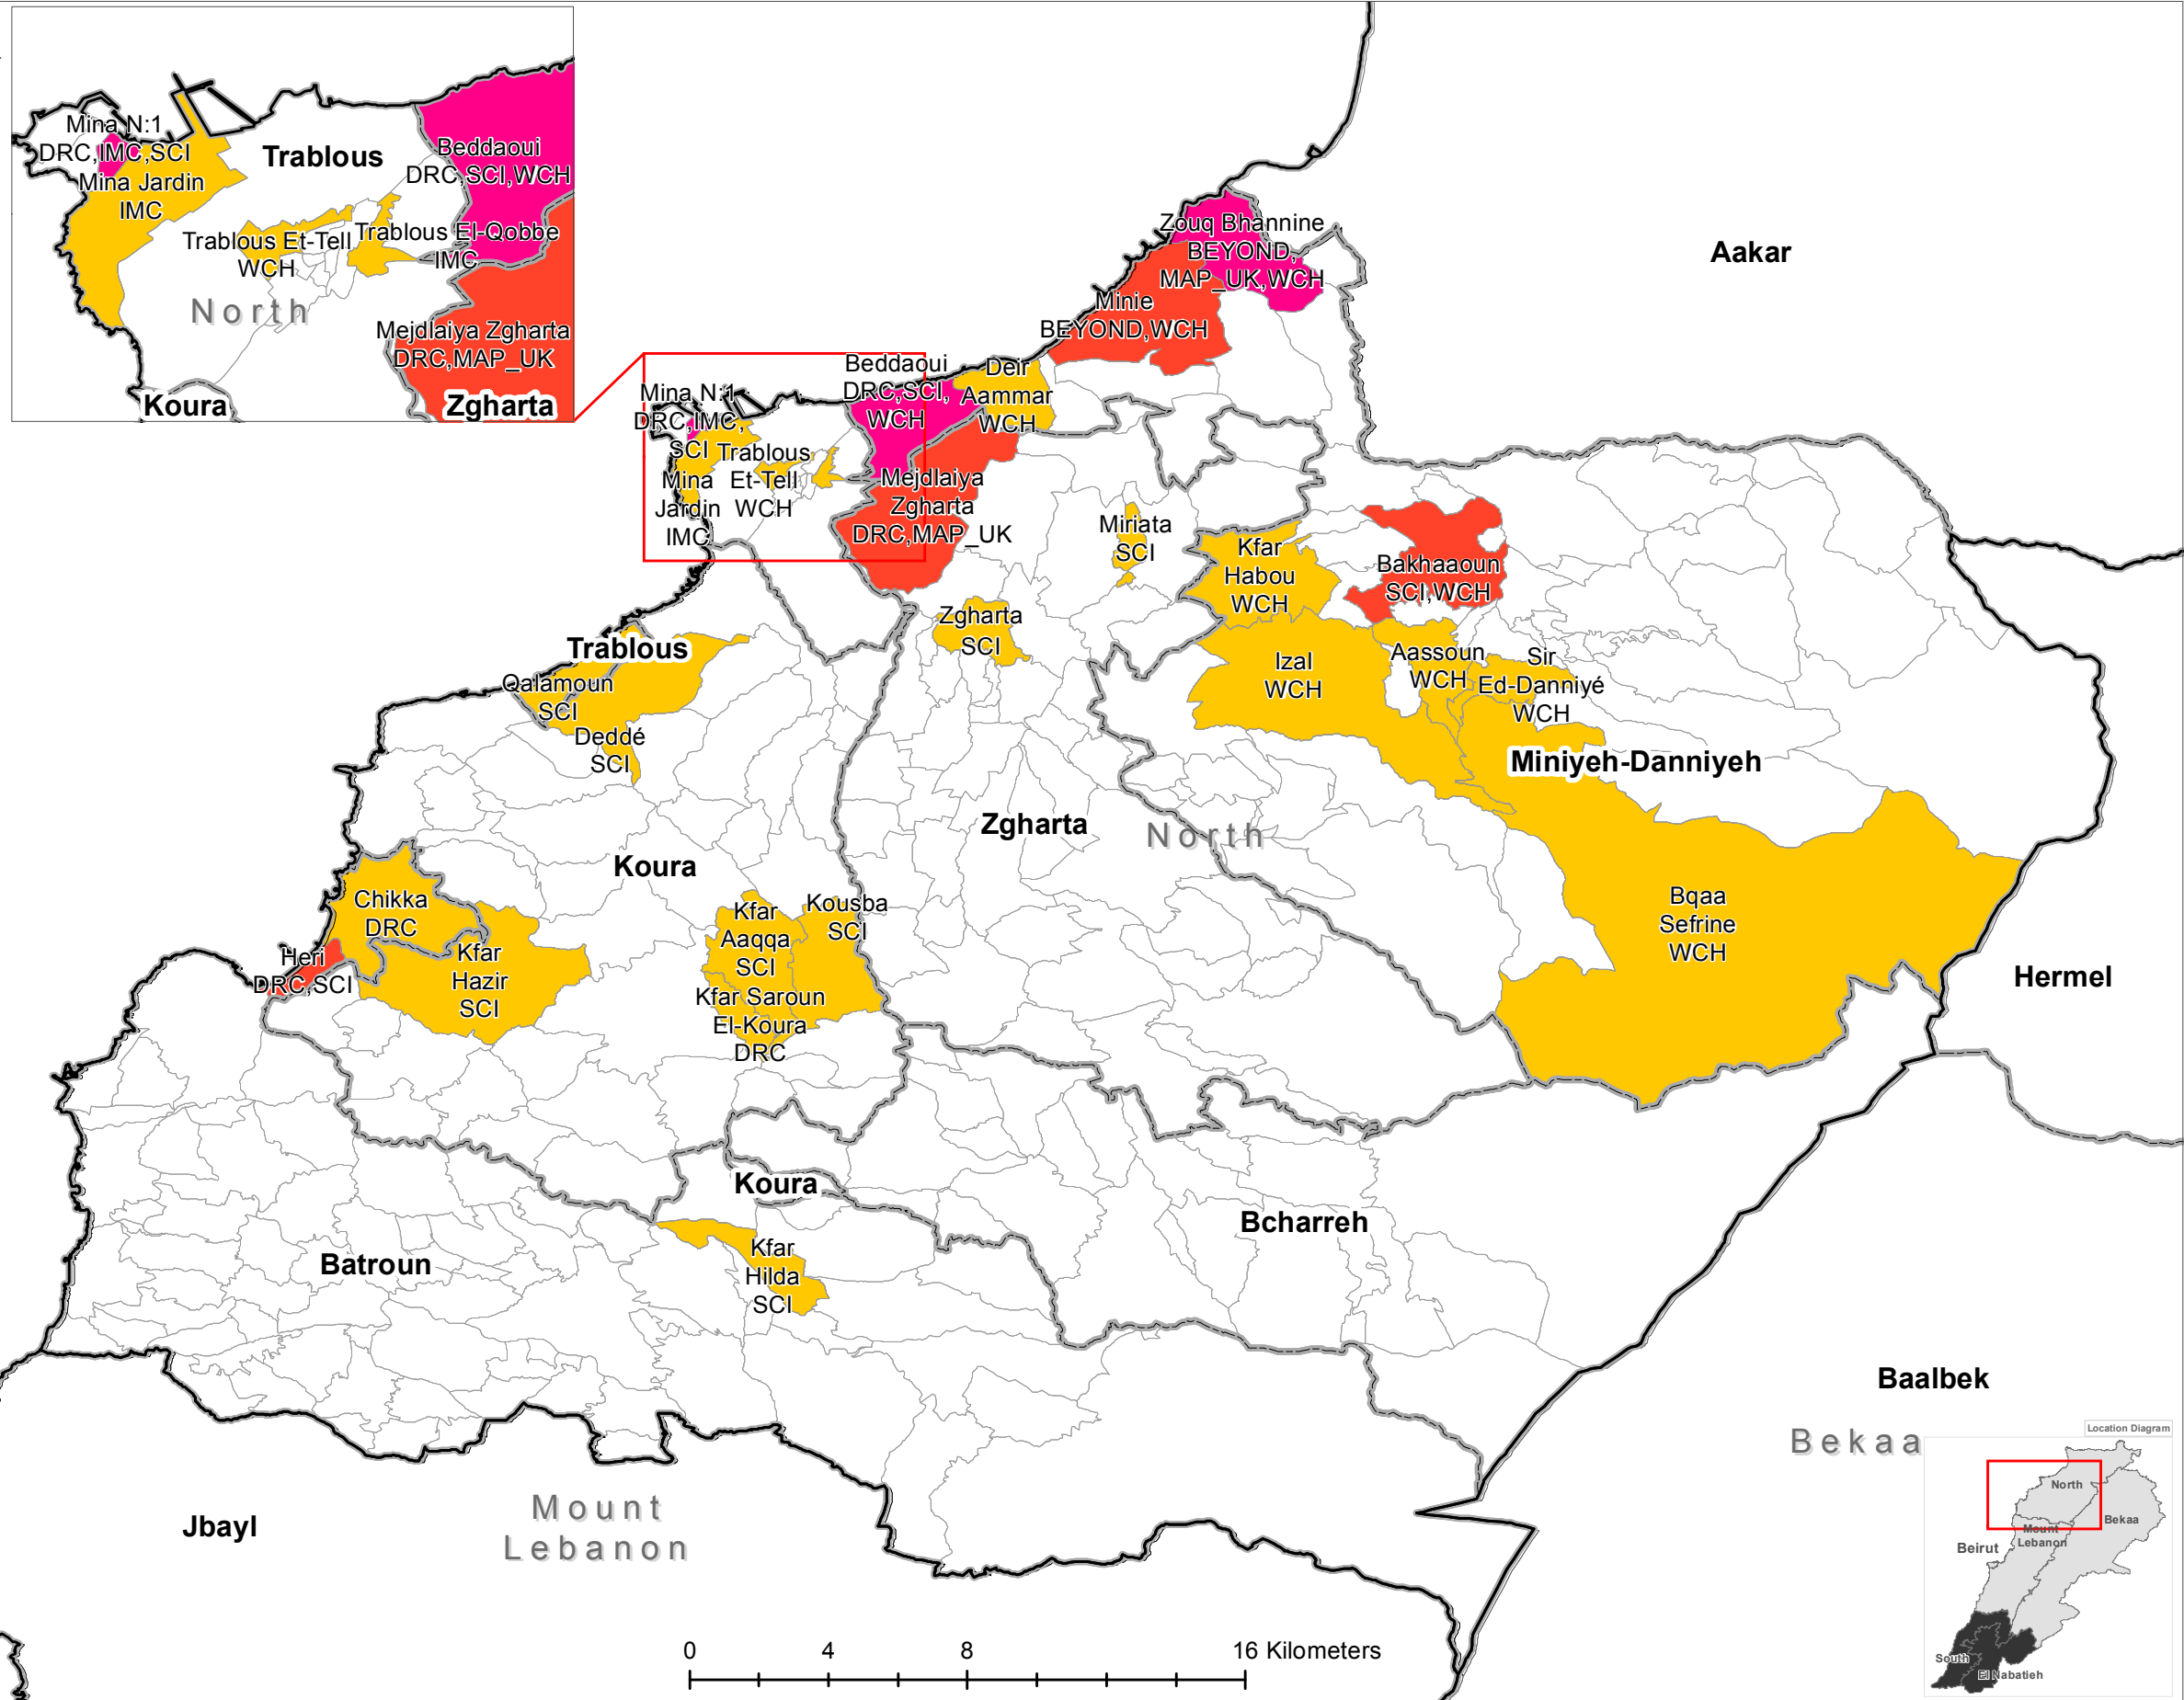 Mina N:1
DRC,IMC,SCI
Mina Jardin
IMC
Trablous
Beddaoui
DRC,SCI,WCH
Trablous Et-Tell
WCH
Trablous El-Qobbe
IMC
North
Mejdlaiya Zgharta
DRC,MAP_UK
Koura
Zgharta
Aakar
Zouq Bhannine
BEYOND,
MAP_UK,WCH
Minie
BEYOND,WCH
Beddaoui
DRC,SCI,
WCH
Deir
Aammar
WCH
Mina N:1
DRC,IMC,
SCI
Mina
Jardin
IMC
Trablous
Et-Tell
WCH
Mejdlaiya
Zgharta
DRC,MAP_UK
Miriata
SCI
Kfar
Habou
WCH
Bakhaaoun
SCI,WCH
Zgharta
SCI
Trablous
Qalamoun
SCI
Deddé
SCI
Izal
WCH
Aassoun
WCH
Sir
Ed-Danniyé
WCH
Miniyeh-Danniyeh
Zgharta
North
Koura
Chikka
DRC
Heri
DRC,SCI
Kfar
Hazir
SCI
Kfar
Aaqqa
SCI
Kousba
SCI
Kfar Saroun
El-Koura
DRC
Bqaa
Sefrine
WCH
Hermel
Koura
Bcharreh
Batroun
Kfar
Hilda
SCI
Baalbek
Bekaa
Jbayl
Mount
Lebanon
0 4 8 16 Kilometers
Location Diagram
North
Bekaa
Mount
Lebanon
Beirut
South
El Nabatieh